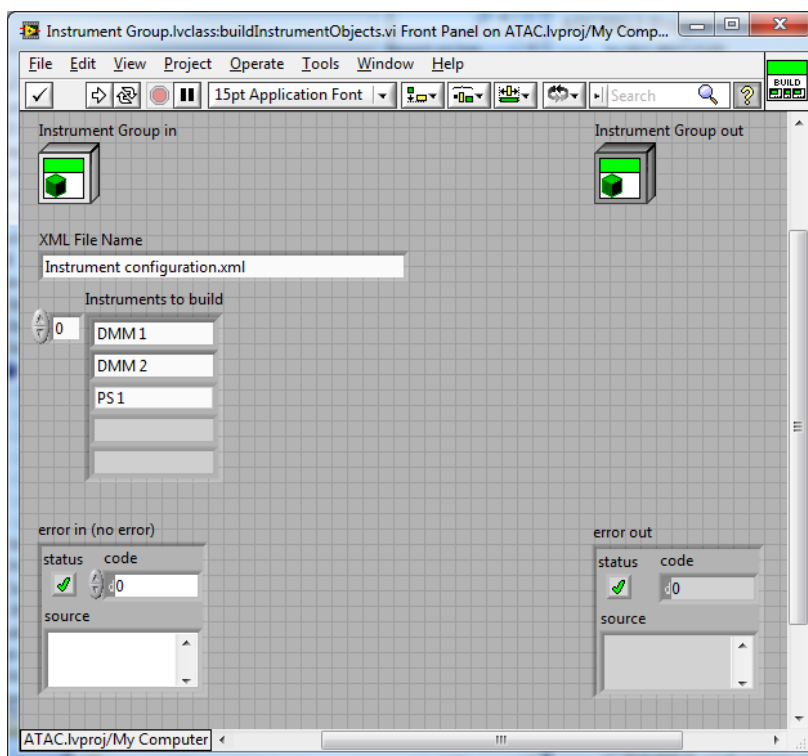 Instrument Group.lvclass:buildInstrumentObjects.vi Front Panel on ATAC.lvproj/My Comp...
File Edit View Project Operate Tools Window Help
15pt Application Font
Search
?
BUILD
Instrument Group in
Instrument Group out
XML File Name
Instrument configuration.xml
Instruments to build
0
DMM 1
DMM 2
PS 1
error in (no error)
error out
status code
status code
d0
d0
source
source
ATAC.lvproj/My Computer